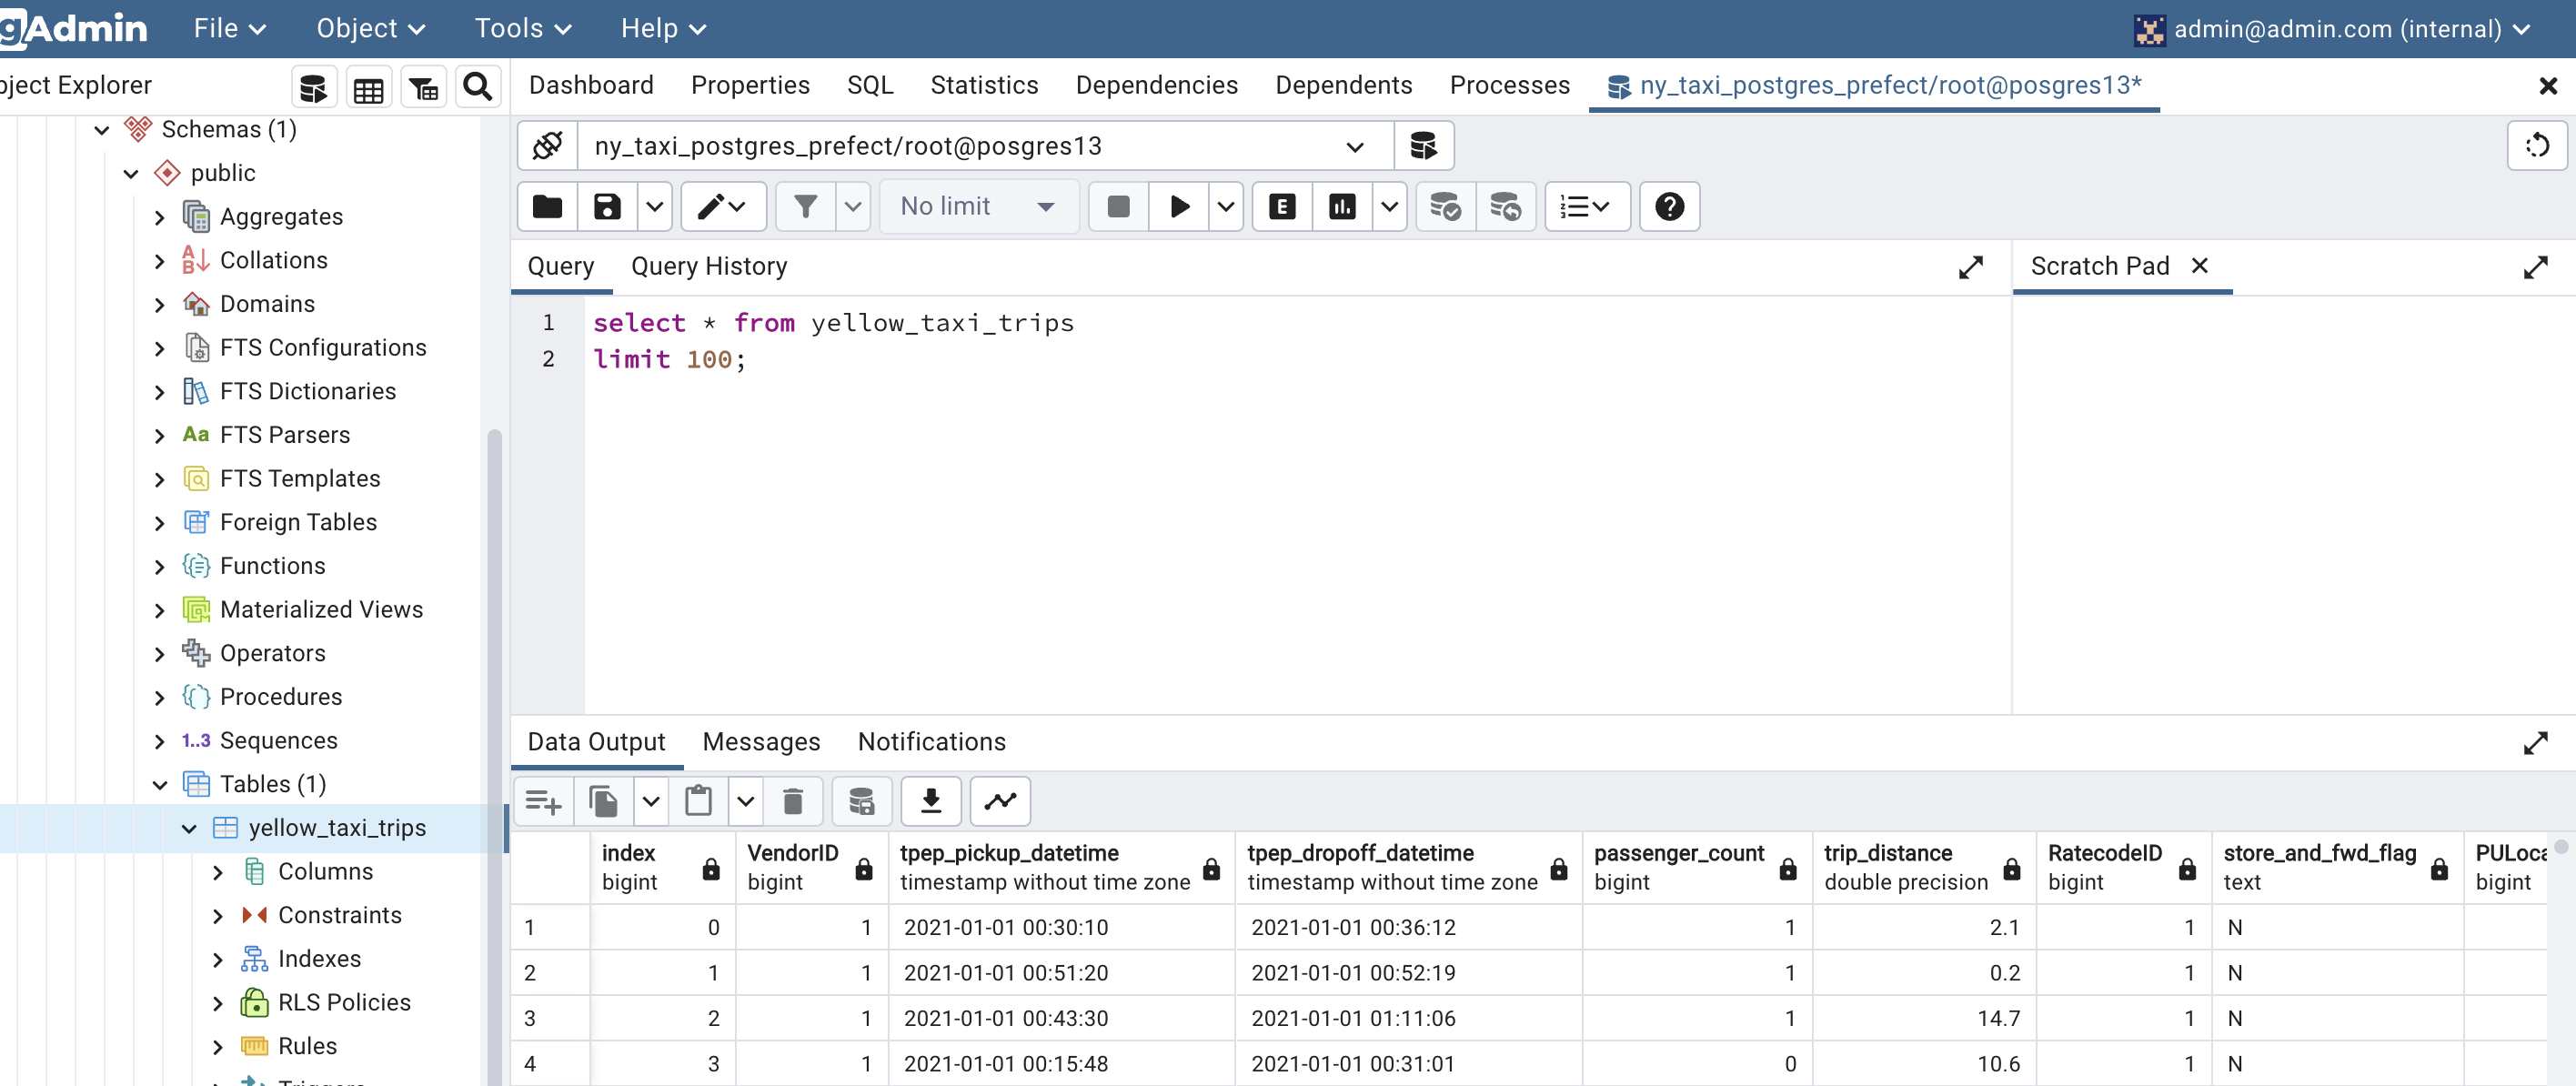 gAdmin File Object Tools Help admin@admin.com (internal)
ject Explorer
Dashboard Properties SQL Statistics Dependencies Dependents Processes ny_taxi_postgres_prefect/root@posgres13*
Schemas (1)
public
Aggregates
Collations
Domains
FTS Configurations
FTS Dictionaries
Aa FTS Parsers
FTS Templates
Foreign Tables
Functions
Materialized Views
Operators
Procedures
1..3 Sequences
Tables (1)
yellow_taxi_trips
Columns
Constraints
Indexes
RLS Policies
Rules
Triggers
ny_taxi_postgres_prefect/root@posgres13
No limit E
Query Query History Scratch Pad
1 select * from yellow_taxi_trips
2 limit 100;
Data Output Messages Notifications
index VendorID tpep_pickup_datetime tpep_dropoff_datetime passenger_count trip_distance RatecodeID store_and_fwd_flag PULoca
bigint bigint timestamp without time zone timestamp without time zone bigint double precision bigint text bigint
1 0 1 2021-01-01 00:30:10 2021-01-01 00:36:12 1 2.1 1 N
2 1 1 2021-01-01 00:51:20 2021-01-01 00:52:19 1 0.2 1 N
3 2 1 2021-01-01 00:43:30 2021-01-01 01:11:06 1 14.7 1 N
4 3 1 2021-01-01 00:15:48 2021-01-01 00:31:01 0 10.6 1 N